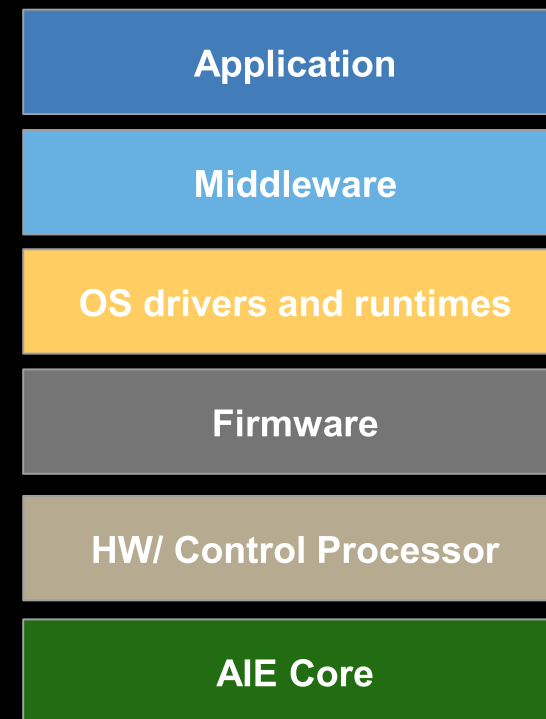 Application
Middleware
OS drivers and runtimes
Firmware
HW/ Control Processor
AIE Core